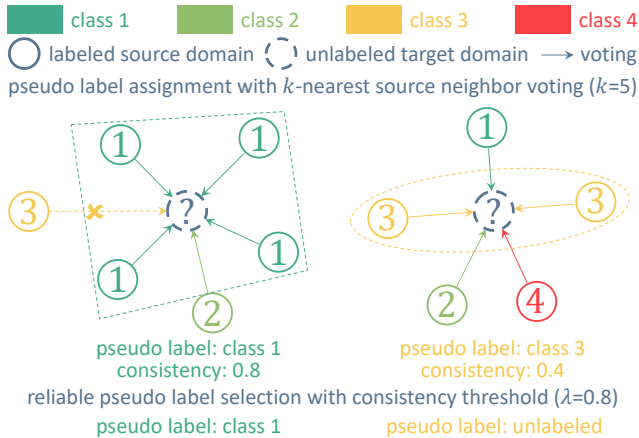 class 1 class 2 class 3 class 4
labeled source domain unlabeled target domain voting
pseudo label assignment with k-nearest source neighbor voting (k=5)
1 1 1
3 ? 3 ? 3
1 1
2 2 4
pseudo label: class 1 pseudo label: class 3
consistency: 0.8 consistency: 0.4
reliable pseudo label selection with consistency threshold (λ=0.8)
pseudo label: class 1 pseudo label: unlabeled